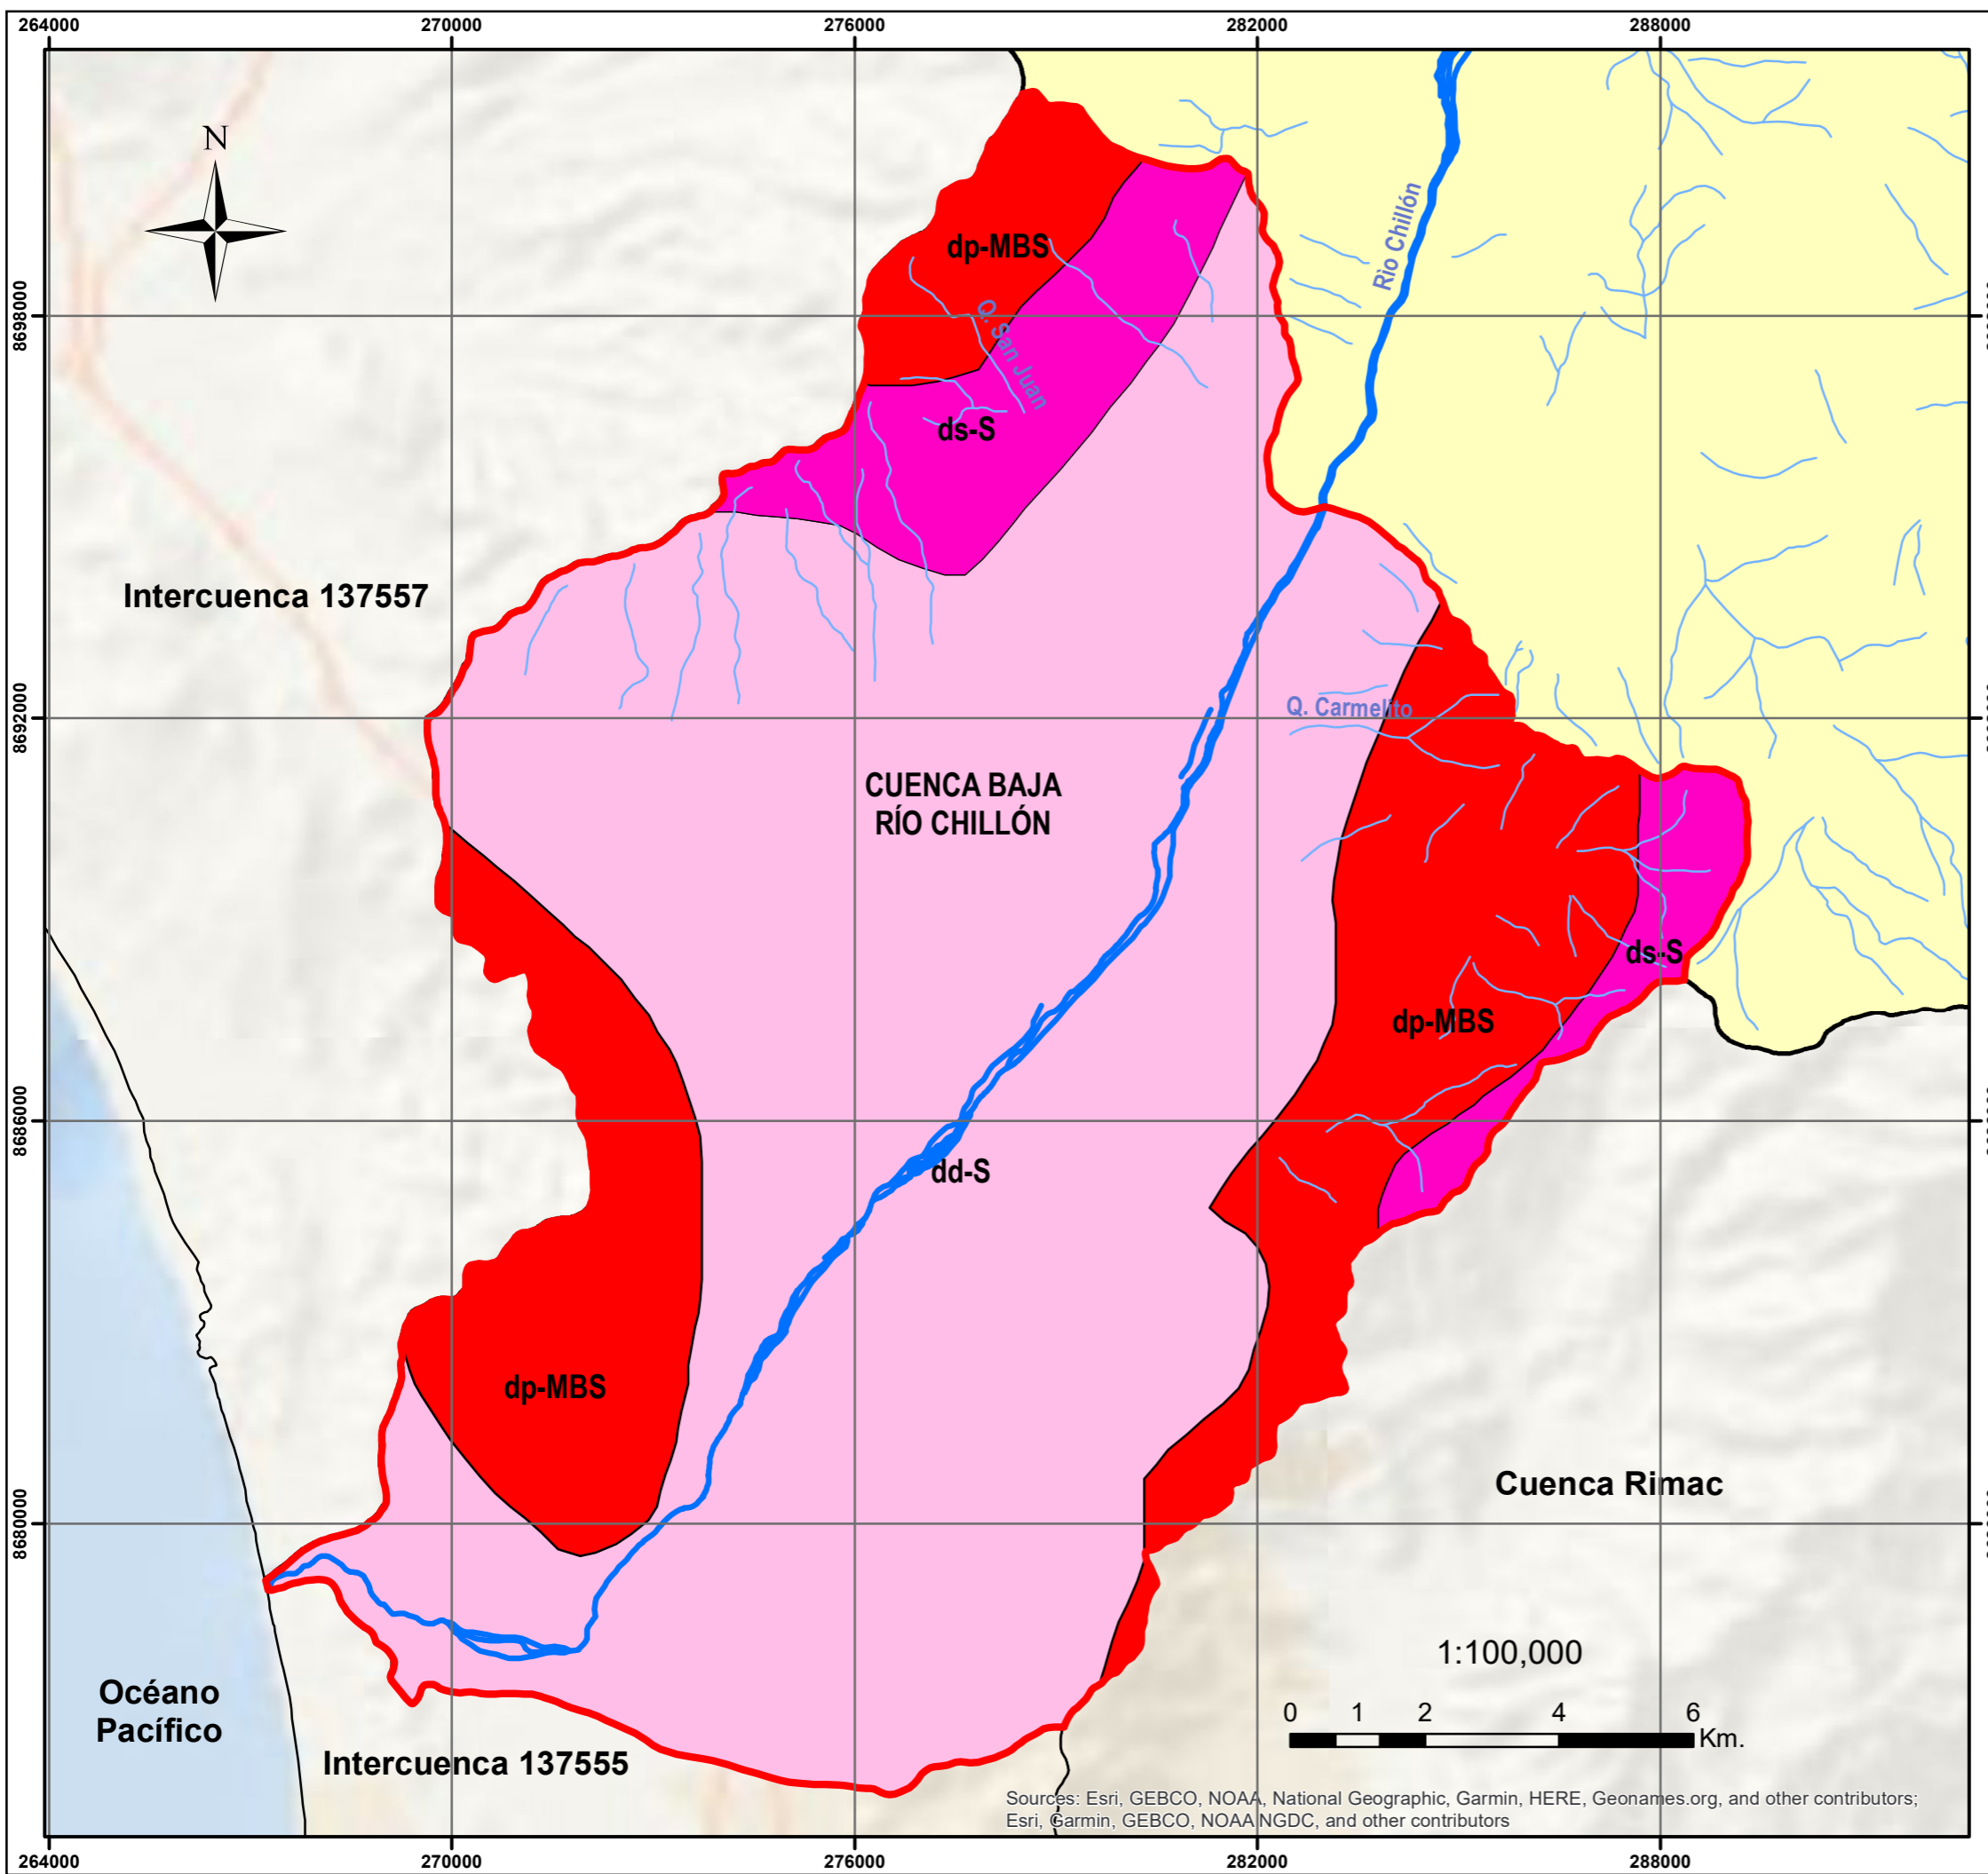 264000
270000
276000
282000
288000
N
Rio Chillón
dp-MBS
8698000
Q. San Juan
ds-S
Intercuenca 137557
8692000
Q. Carmelito
CUENCA BAJA
RÍO CHILLÓN
ds-S
dp-MBS
8686000
dd-S
dp-MBS
Cuenca Rimac
8680000
1:100,000
0 1 2 4 6
Km.
Océano
Pacífico
Intercuenca 137555
Sources: Esri, GEBCO, NOAA, National Geographic, Garmin, HERE, Geonames.org, and other contributors;
Esri, Garmin, GEBCO, NOAA NGDC, and other contributors
264000
270000
276000
282000
288000